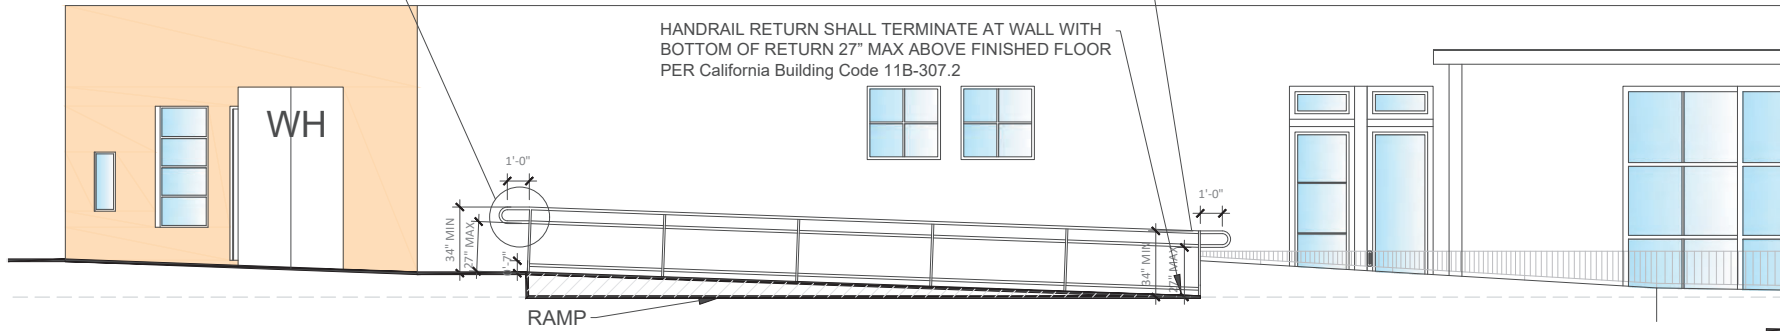 HANDRAIL RETURN SHALL TERMINATE AT WALL WITH
BOTTOM OF RETURN 27" MAX ABOVE FINISHED FLOOR
PER California Building Code 11B-307.2
WH
1'-0"
1'-0"
34" MIN
27" MAX
34" MIN
27" MAX
RAMP